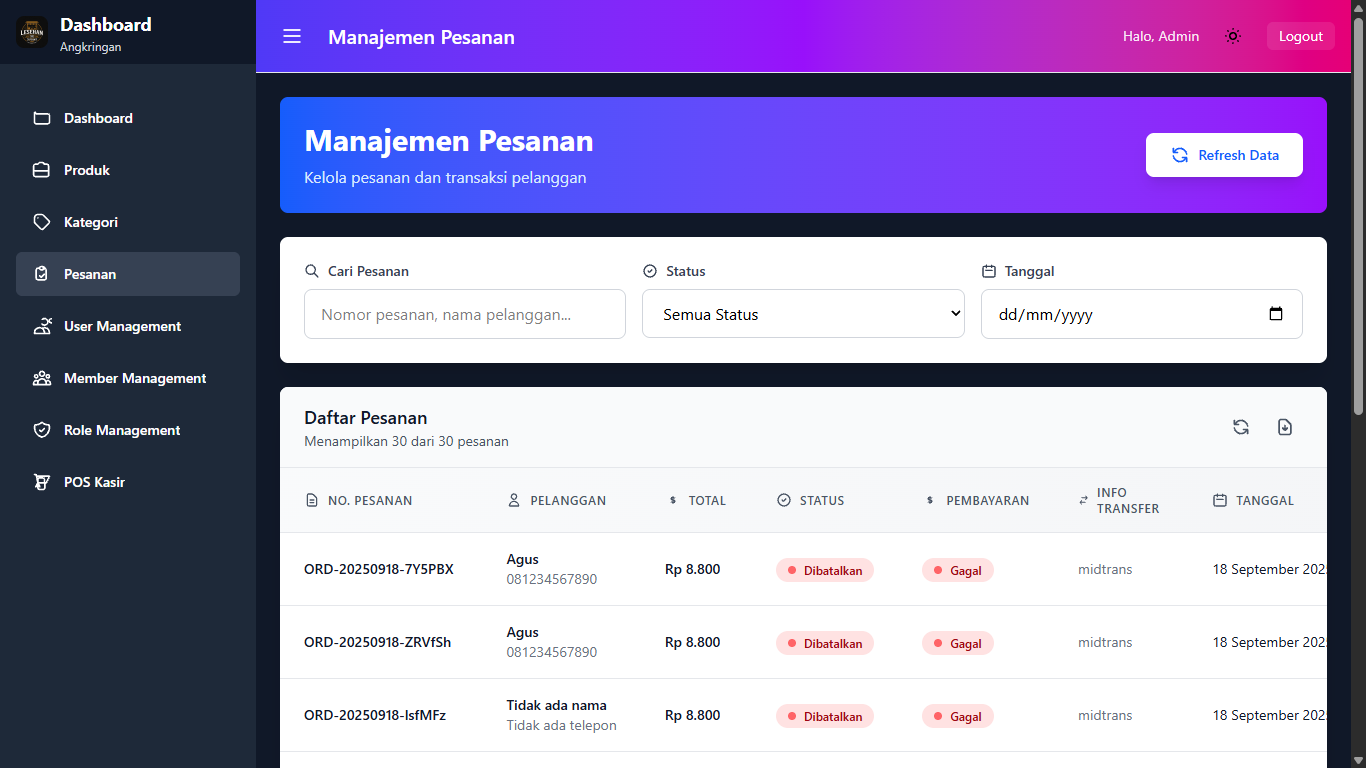 LESEHAN
Dashboard
Angkringan
Dashboard
Produk
Kategori
Pesanan
User Management
Member Management
Role Management
POS Kasir
Manajemen Pesanan
Halo, Admin
Logout
Manajemen Pesanan
Kelola pesanan dan transaksi pelanggan
Refresh Data
Cari Pesanan
Status
Tanggal
Nomor pesanan, nama pelanggan...
Semua Status
dd/mm/yyyy
Daftar Pesanan
Menampilkan 30 dari 30 pesanan
NO. PESANAN
PELANGGAN
$ TOTAL
STATUS
$ PEMBAYARAN
INFO
TRANSFER
TANGGAL
ORD-20250918-7Y5PBX
Agus
081234567890
Rp 8.800
Dibatalkan
Gagal
midtrans
18 September 202
ORD-20250918-ZRVfSh
Agus
081234567890
Rp 8.800
Dibatalkan
Gagal
midtrans
18 September 202
ORD-20250918-IsfMFz
Tidak ada nama
Tidak ada telepon
Rp 8.800
Dibatalkan
Gagal
midtrans
18 September 202